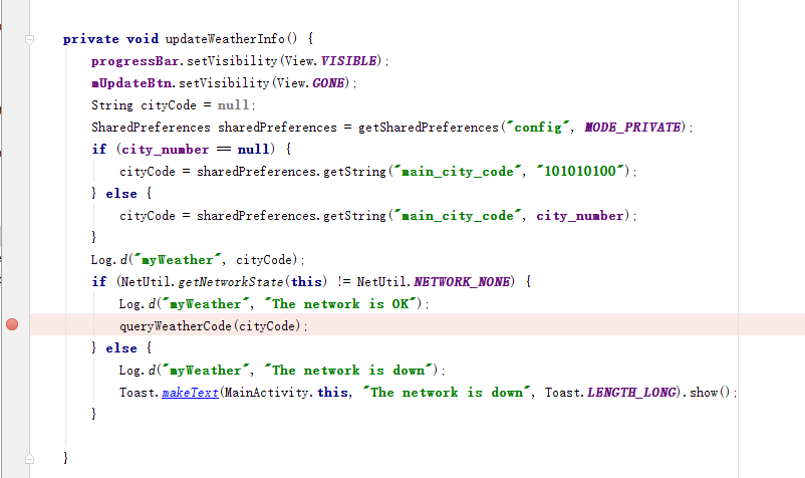 private void updateWeatherInfo() {
progressBar.setVisibility(View.VISIBLE);
mUpdateBtn.setVisibility(View.GONE);
String cityCode = null;
SharedPreferences sharedPreferences = getSharedPreferences("config", MODE_PRIVATE);
if (city_number == null) {
cityCode = sharedPreferences.getString("main_city_code", "101010100");
} else {
cityCode = sharedPreferences.getString("main_city_code", city_number);
}
Log.d("myWeather", cityCode);
if (NetUtil.getNetworkState(this) != NetUtil.NETWORK_NONE) {
Log.d("myWeather", "The network is OK");
queryWeatherCode(cityCode);
} else {
Log.d("myWeather", "The network is down");
Toast.makeText(MainActivity.this, "The network is down", Toast.LENGTH_LONG).show();
}
}